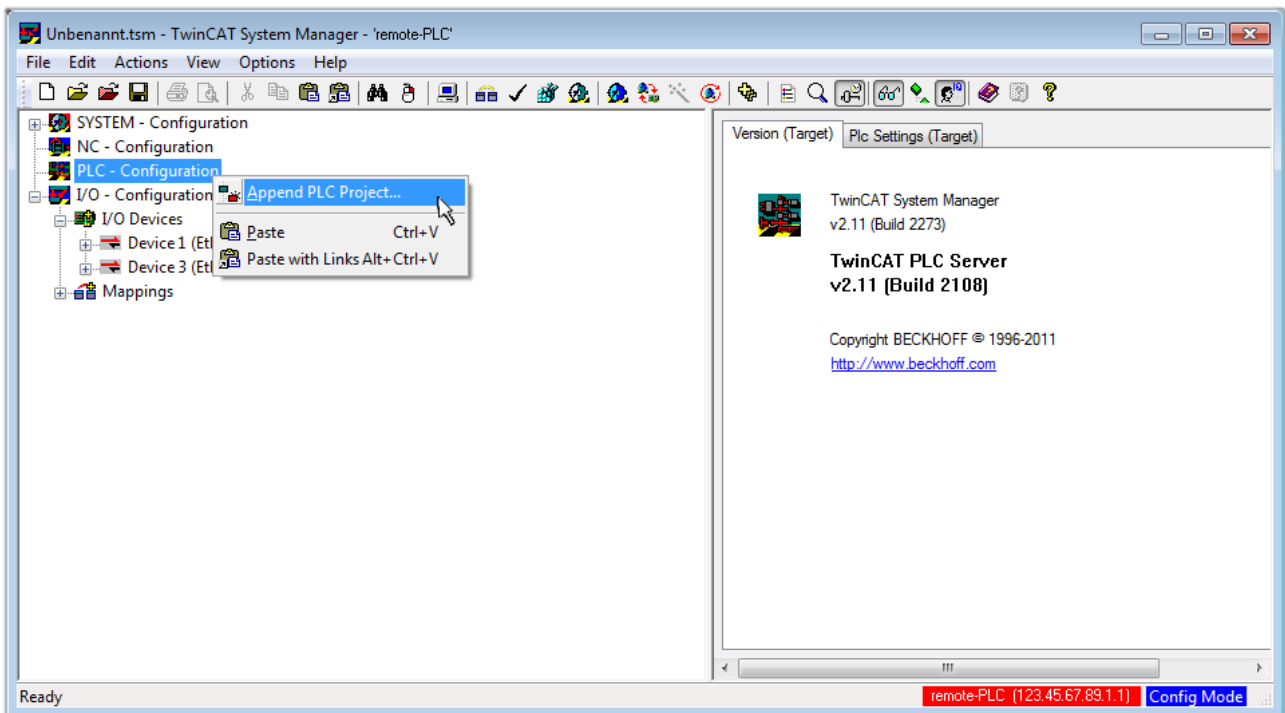 Unbenannt.tsm - TwinCAT System Manager - 'remote-PLC'
File Edit Actions View Options Help
SYSTEM - Configuration
NC - Configuration
PLC - Configuration
I/O - Configuration
I/O Devices
Device 1 (Et
Device 3 (Et
Mappings
Append PLC Project...
Paste Ctrl+V
Paste with Links Alt+Ctrl+V
Version (Target) Plc Settings (Target)
TwinCAT System Manager
v2.11 (Build 2273)
TwinCAT PLC Server
v2.11 (Build 2108)
Copyright BECKHOFF © 1996-2011
http://www.beckhoff.com
Ready
remote-PLC (123.45.67.89.1.1) Config Mode